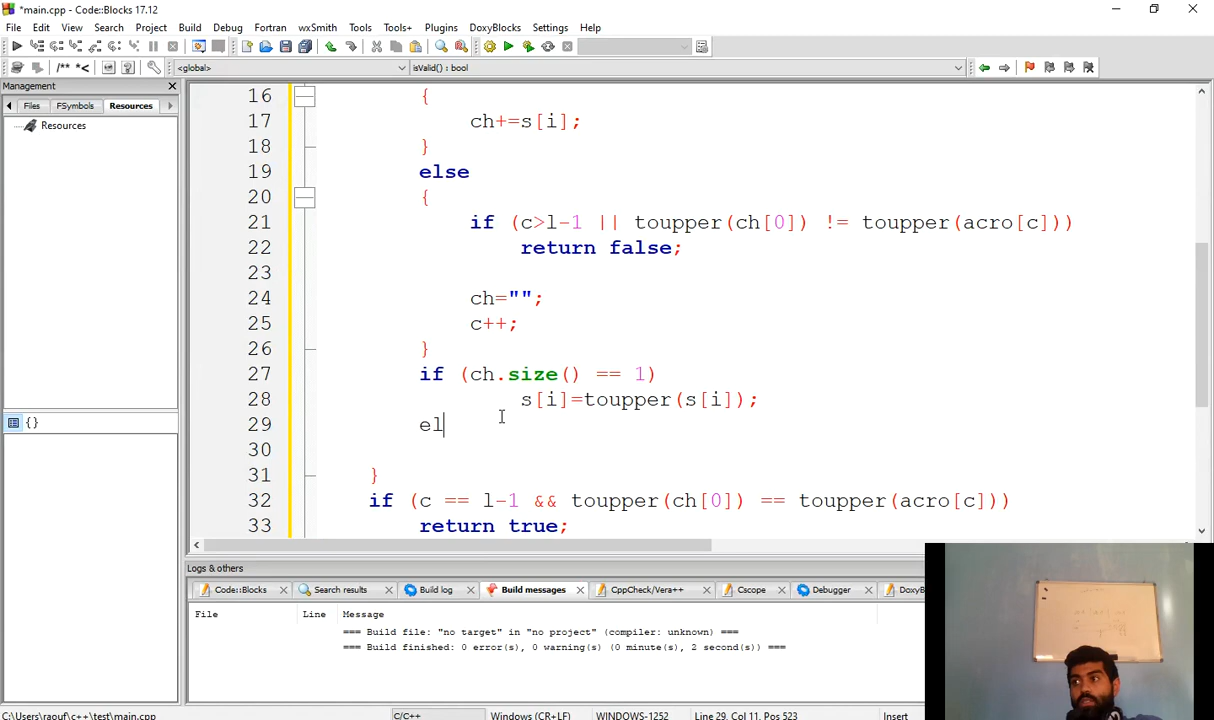 *main.cpp - Code::Blocks 17.12
File Edit View Search Project Build Debug Fortran wxSmith Tools Tools+ Plugins DoxyBlocks Settings Help
/** *< <global> isValid() : bool
Management
Files FSymbols Resources
Resources
{}
16 {
17 ch+=s[i];
18 }
19 else
20 {
21 if (c>l-1 || toupper(ch[0]) != toupper(acro[c]))
22 return false;
23
24 ch="";
25 c++;
26 }
27 if (ch.size() == 1)
28 s[i]=toupper(s[i]);
29 el
30
31 }
32 if (c == l-1 && toupper(ch[0]) == toupper(acro[c]))
33 return true;
Logs & others
Code::Blocks Search results Build log Build messages CppCheck/Vera++ Cscope Debugger DoxyB
File Line Message
=== Build file: "no target" in "no project" (compiler: unknown) ===
=== Build finished: 0 error(s), 0 warning(s) (0 minute(s), 2 second(s)) ===
C:\Users\raouf\c++\test\main.cpp C/C++ Windows (CR+LF) WINDOWS-1252 Line 29, Col 11, Pos 523 Insert